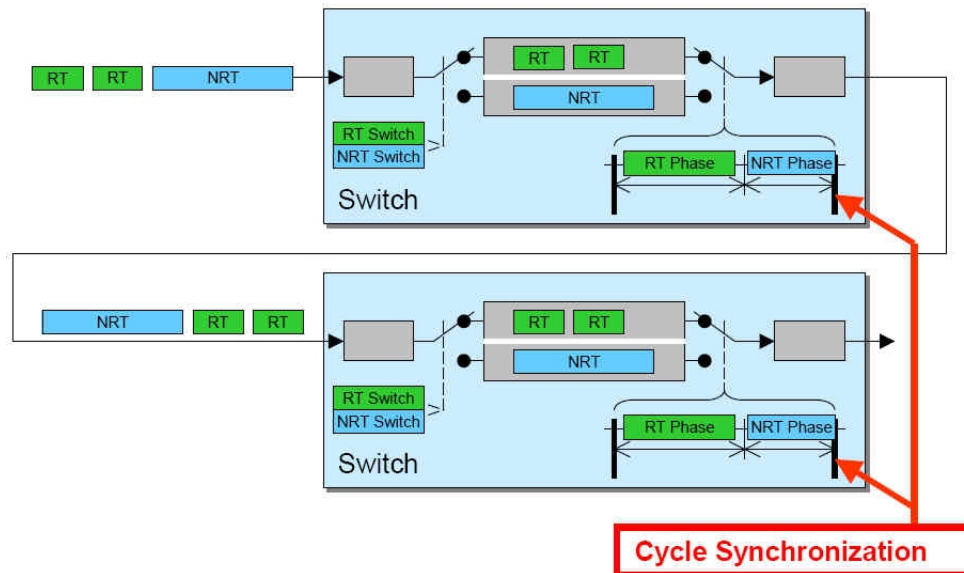 RT RT NRT
RT RT
NRT
RT Switch
NRT Switch
RT Phase NRT Phase
Switch
NRT RT RT
RT RT
NRT
RT Switch
NRT Switch
RT Phase NRT Phase
Switch
Cycle Synchronization